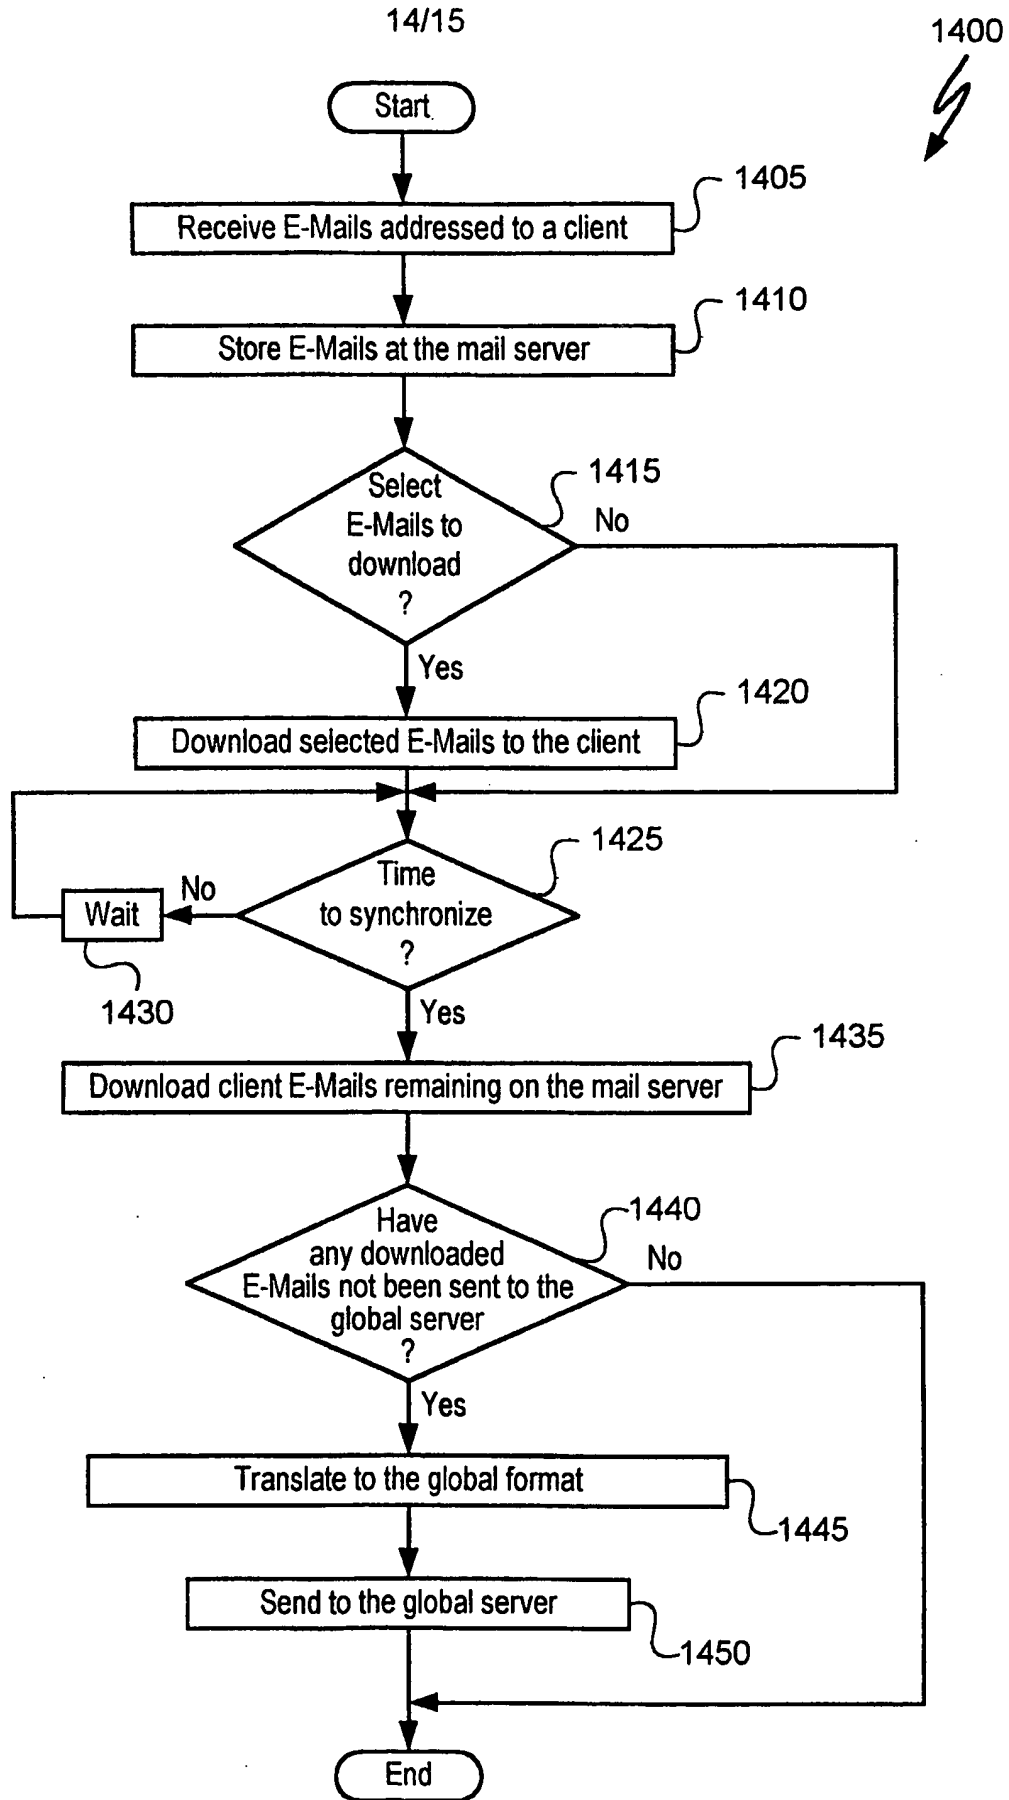 14/15
1400
Start
1405
Receive E-Mails addressed to a client
1410
Store E-Mails at the mail server
1415
Select
E-Mails to
download
?
No
Yes
1420
Download selected E-Mails to the client
1425
Time
to synchronize
?
No
Wait
1430
Yes
1435
Download client E-Mails remaining on the mail server
1440
Have
any downloaded
E-Mails not been sent to the
global server
?
No
Yes
Translate to the global format
1445
Send to the global server
1450
End